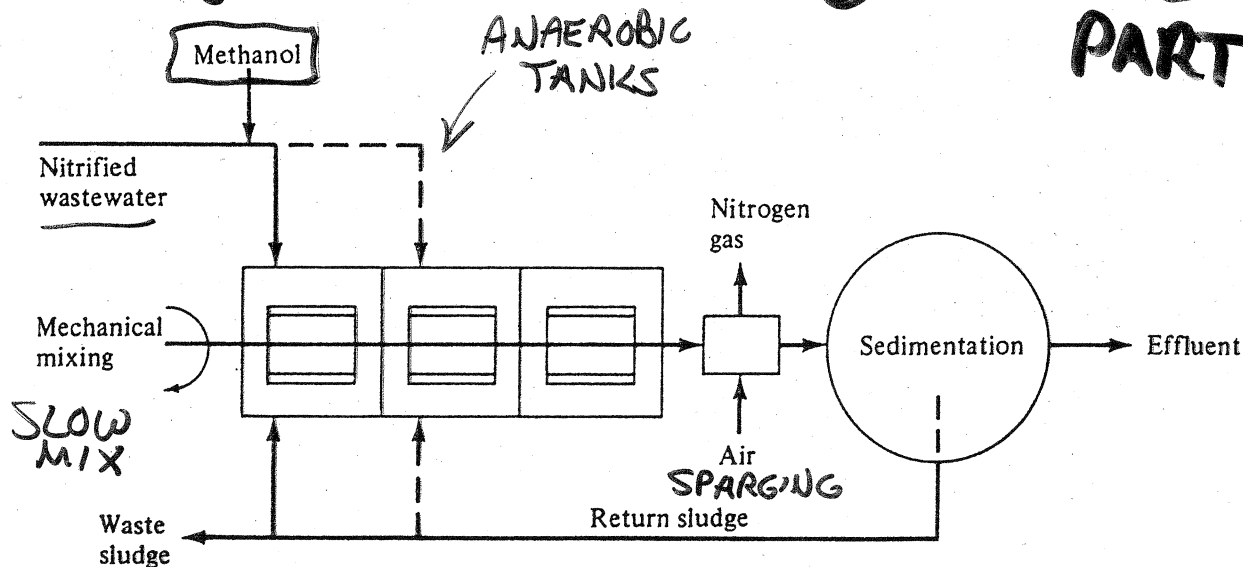 PART
ANAEROBIC
TANKS
Methanol
Nitrified
wastewater
Nitrogen
gas
Mechanical
mixing
Sedimentation
Effluent
SLOW
MIX
Air
SPARGING
Return sludge
Waste
sludge